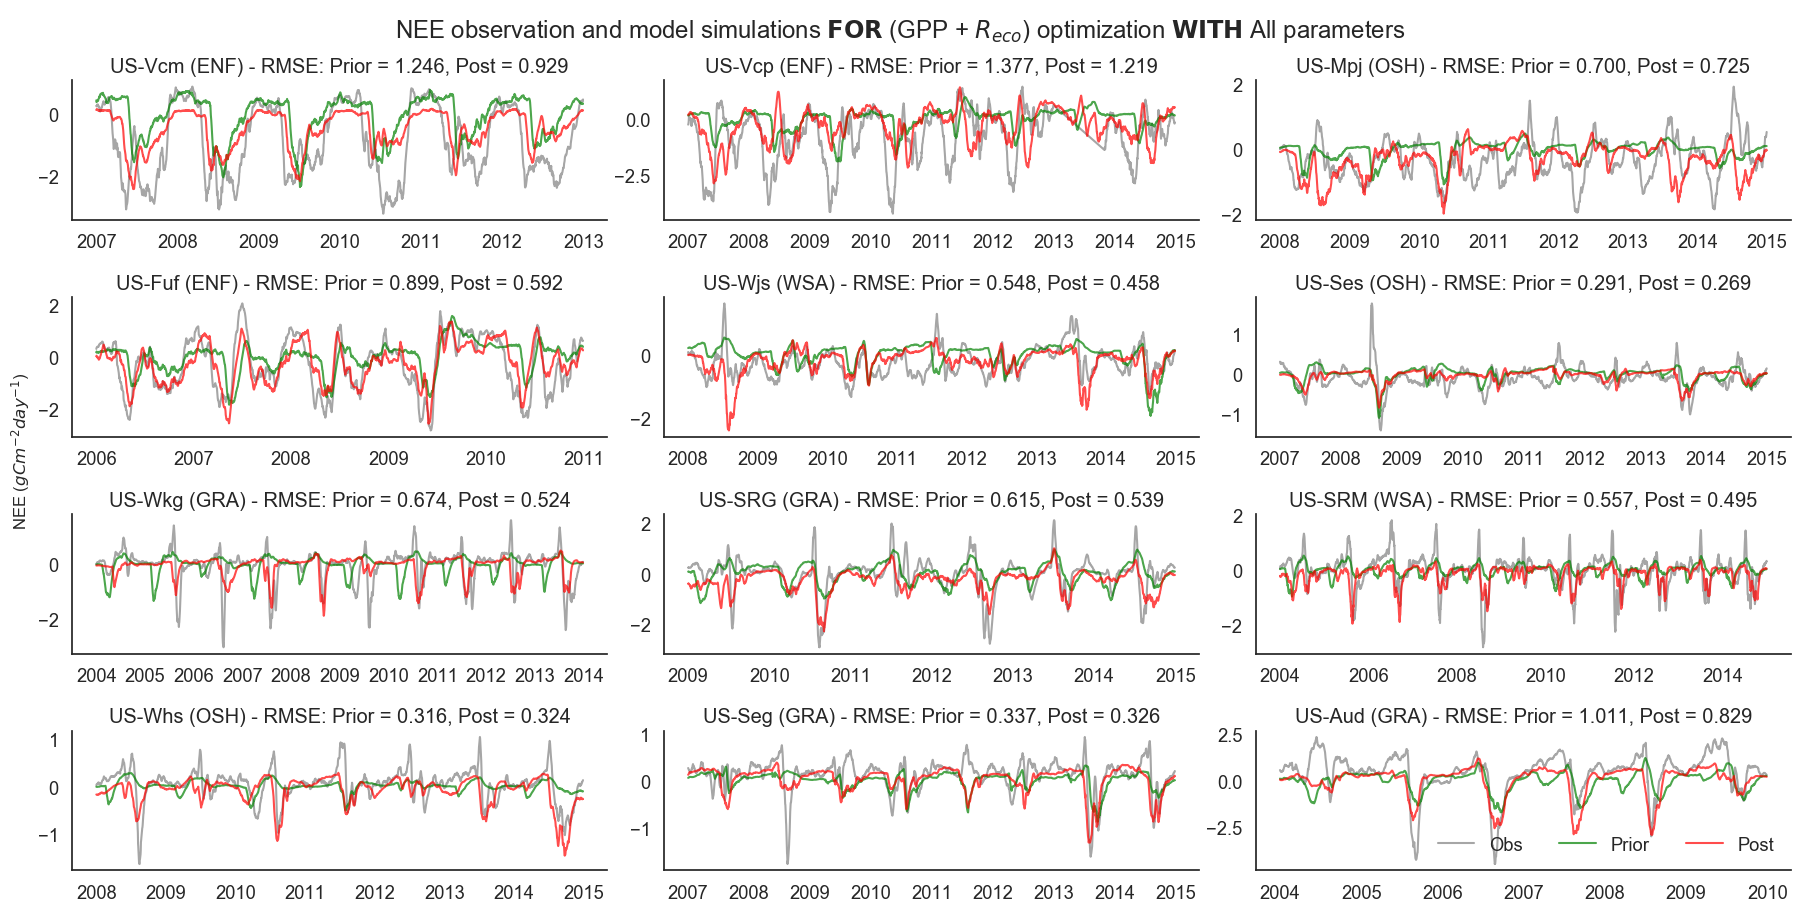 NEE observation and model simulations FOR (GPP + R_eco) optimization WITH All parameters
US-Vcm (ENF) - RMSE: Prior = 1.246, Post = 0.929
0
−2
2007 2008 2009 2010 2011 2012 2013
US-Vcp (ENF) - RMSE: Prior = 1.377, Post = 1.219
0.0
−2.5
2007 2008 2009 2010 2011 2012 2013 2014 2015
US-Mpj (OSH) - RMSE: Prior = 0.700, Post = 0.725
2
0
−2
2008 2009 2010 2011 2012 2013 2014 2015
US-Fuf (ENF) - RMSE: Prior = 0.899, Post = 0.592
2
0
−2
2006 2007 2008 2009 2010 2011
US-Wjs (WSA) - RMSE: Prior = 0.548, Post = 0.458
0
−2
2008 2009 2010 2011 2012 2013 2014 2015
US-Ses (OSH) - RMSE: Prior = 0.291, Post = 0.269
1
0
−1
2007 2008 2009 2010 2011 2012 2013 2014 2015
NEE (gCm⁻²day⁻¹)
US-Wkg (GRA) - RMSE: Prior = 0.674, Post = 0.524
0
−2
2004 2005 2006 2007 2008 2009 2010 2011 2012 2013 2014
US-SRG (GRA) - RMSE: Prior = 0.615, Post = 0.539
2
0
−2
2009 2010 2011 2012 2013 2014 2015
US-SRM (WSA) - RMSE: Prior = 0.557, Post = 0.495
2
0
−2
2004 2006 2008 2010 2012 2014
US-Whs (OSH) - RMSE: Prior = 0.316, Post = 0.324
1
0
−1
2008 2009 2010 2011 2012 2013 2014 2015
US-Seg (GRA) - RMSE: Prior = 0.337, Post = 0.326
1
0
−1
2007 2008 2009 2010 2011 2012 2013 2014 2015
US-Aud (GRA) - RMSE: Prior = 1.011, Post = 0.829
2.5
0.0
−2.5
Obs Prior Post
2004 2005 2006 2007 2008 2009 2010